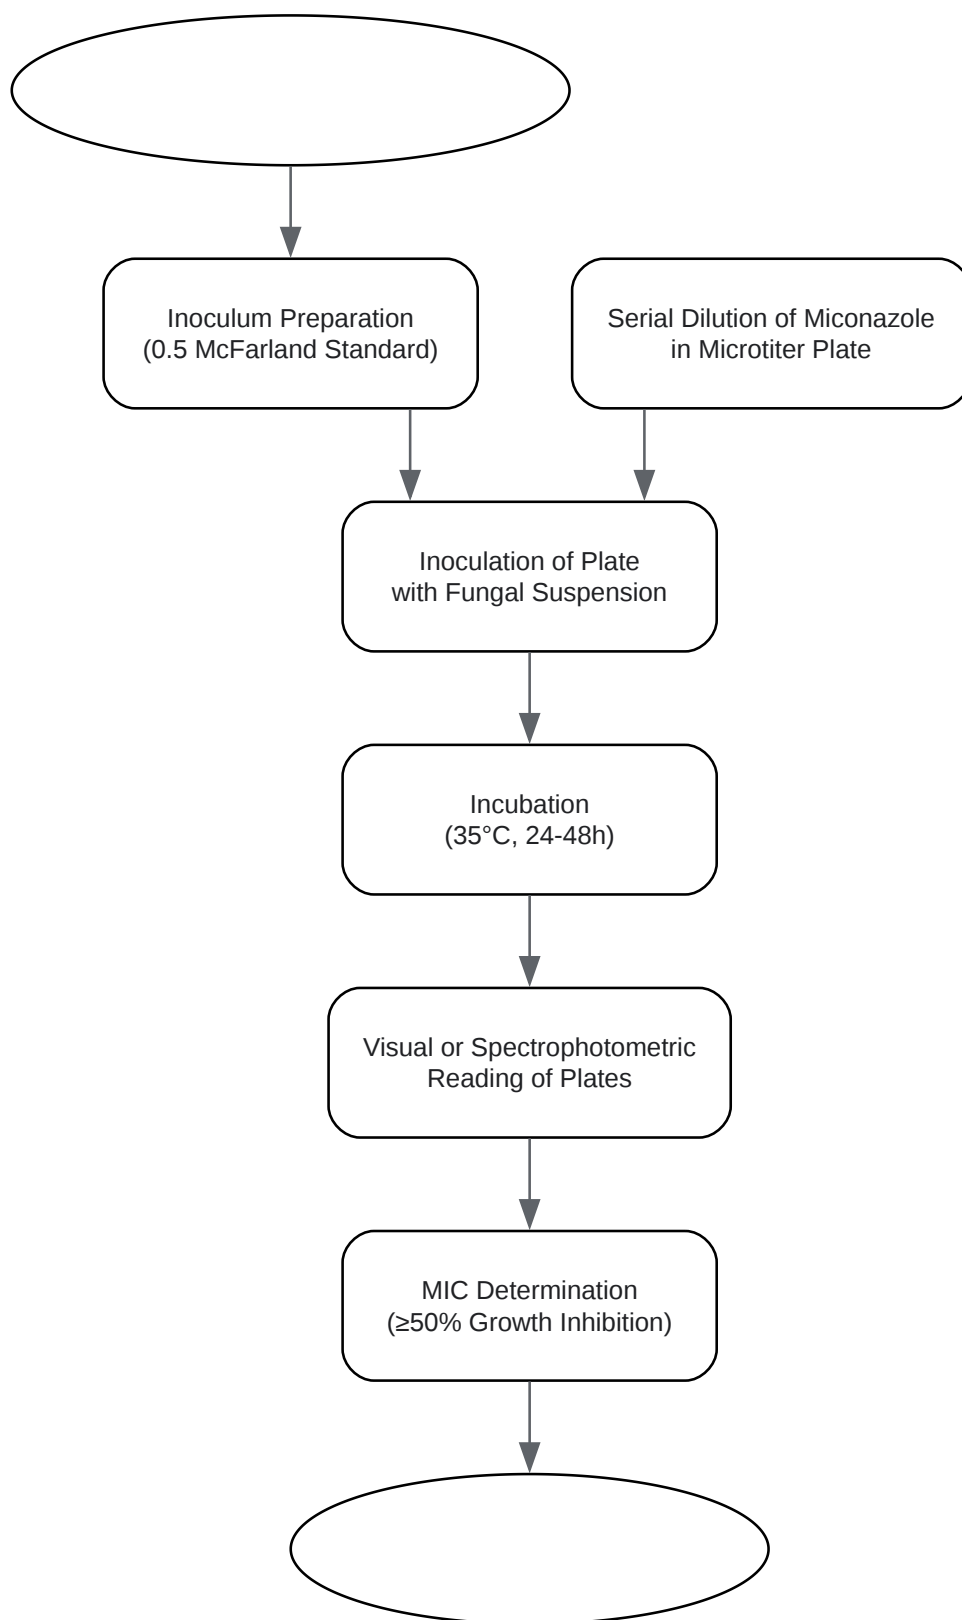 Inoculum Preparation
(0.5 McFarland Standard)
Serial Dilution of Miconazole
in Microtiter Plate
Inoculation of Plate
with Fungal Suspension
Incubation
(35°C, 24-48h)
Visual or Spectrophotometric
Reading of Plates
MIC Determination
(≥50% Growth Inhibition)